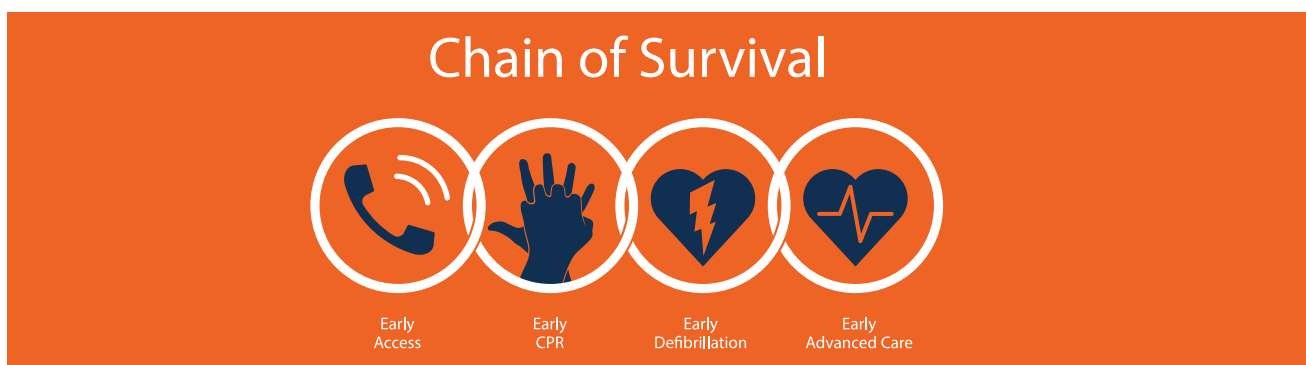 Chain of Survival
Early
Access
Early
CPR
Early
Defibrillation
Early
Advanced Care